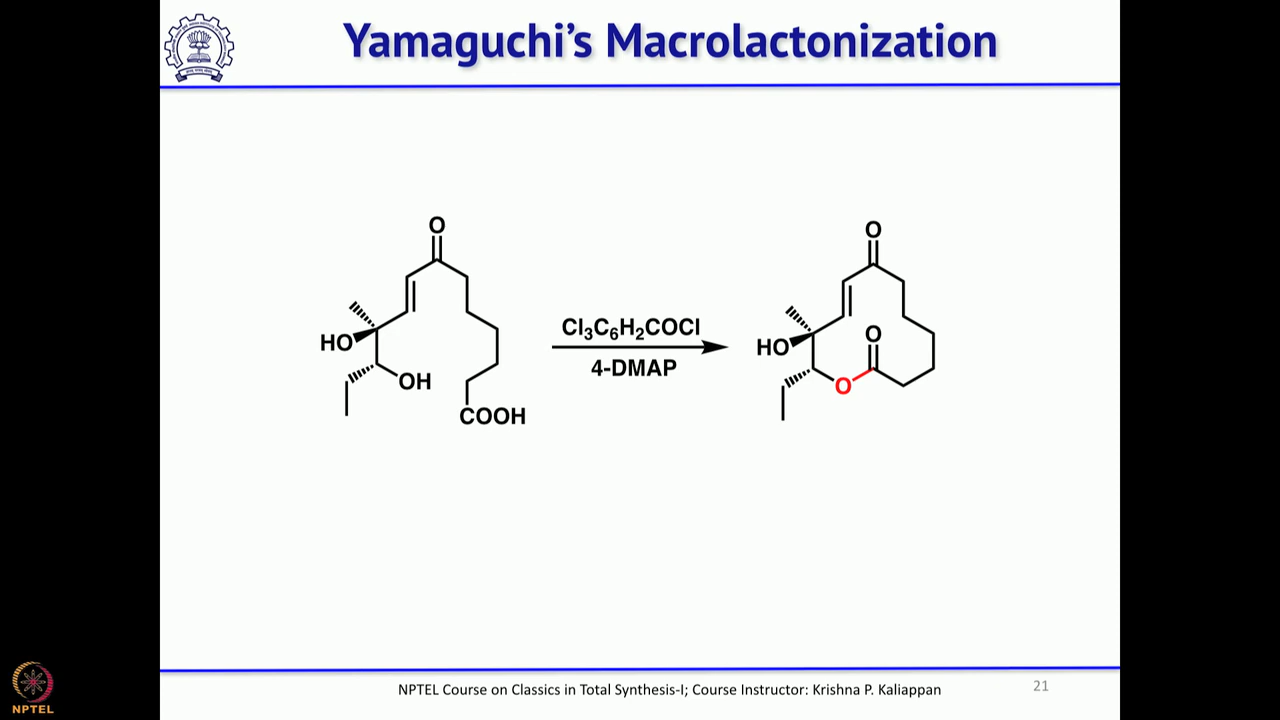 Yamaguchi's Macrolactonization
O
HO
OH
COOH
Cl₃C₆H₂COCl
4-DMAP
O
O
HO
O
NPTEL Course on Classics in Total Synthesis-I; Course Instructor: Krishna P. Kaliappan
21
NPTEL